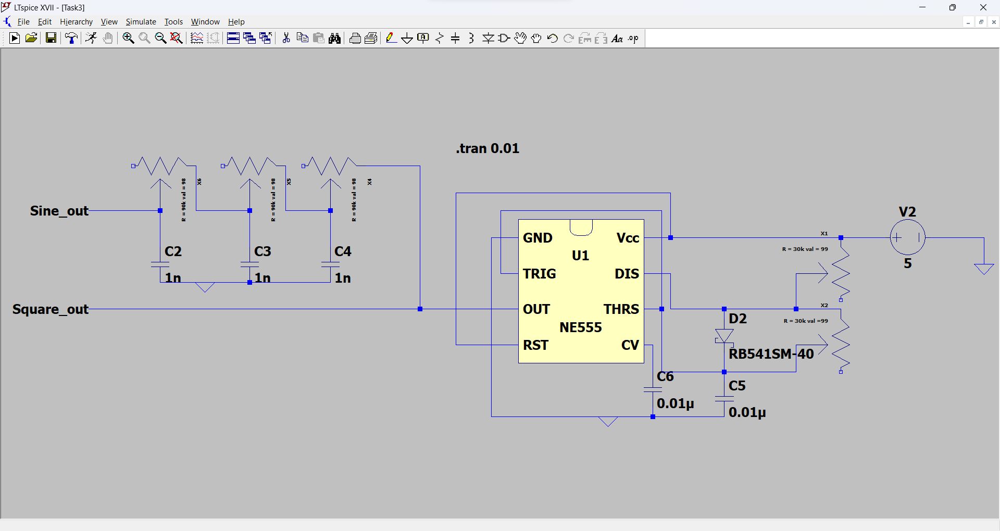 LTspice XVII - [Task3]
File Edit Hierarchy View Simulate Tools Window Help
.tran 0.01
Sine_out
Square_out
R = 90k val = 98
X6
R = 90k val = 98
X5
R = 90k val = 98
X4
C2
1n
C3
1n
C4
1n
GND
Vcc
U1
TRIG
DIS
OUT
THRS
NE555
RST
CV
C6
0.01µ
D2
RB541SM-40
C5
0.01µ
X1
R = 30k val = 99
X2
R = 30k val =99
V2
5